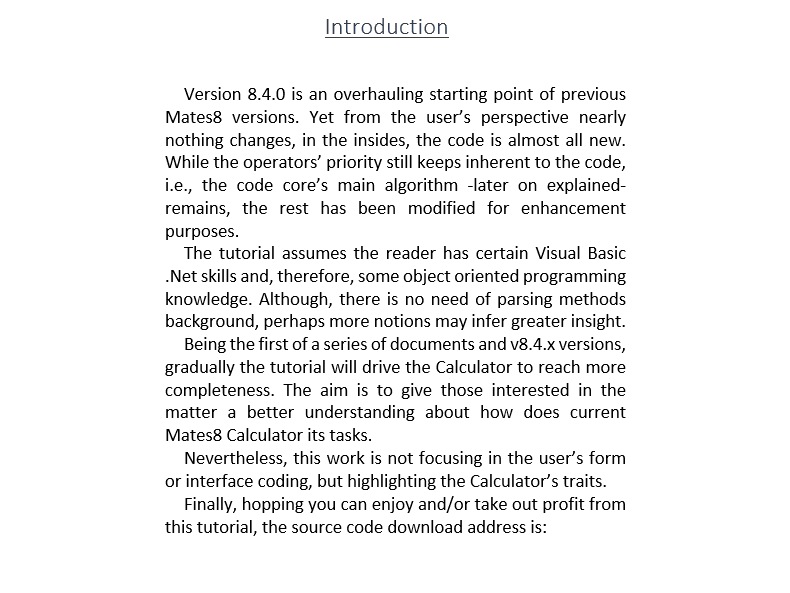 Introduction
Version 8.4.0 is an overhauling starting point of previous
Mates8 versions. Yet from the user’s perspective nearly
nothing changes, in the insides, the code is almost all new.
While the operators’ priority still keeps inherent to the code,
i.e., the code core’s main algorithm -later on explained-
remains, the rest has been modified for enhancement
purposes.
The tutorial assumes the reader has certain Visual Basic
.Net skills and, therefore, some object oriented programming
knowledge. Although, there is no need of parsing methods
background, perhaps more notions may infer greater insight.
Being the first of a series of documents and v8.4.x versions,
gradually the tutorial will drive the Calculator to reach more
completeness. The aim is to give those interested in the
matter a better understanding about how does current
Mates8 Calculator its tasks.
Nevertheless, this work is not focusing in the user’s form
or interface coding, but highlighting the Calculator’s traits.
Finally, hopping you can enjoy and/or take out profit from
this tutorial, the source code download address is: